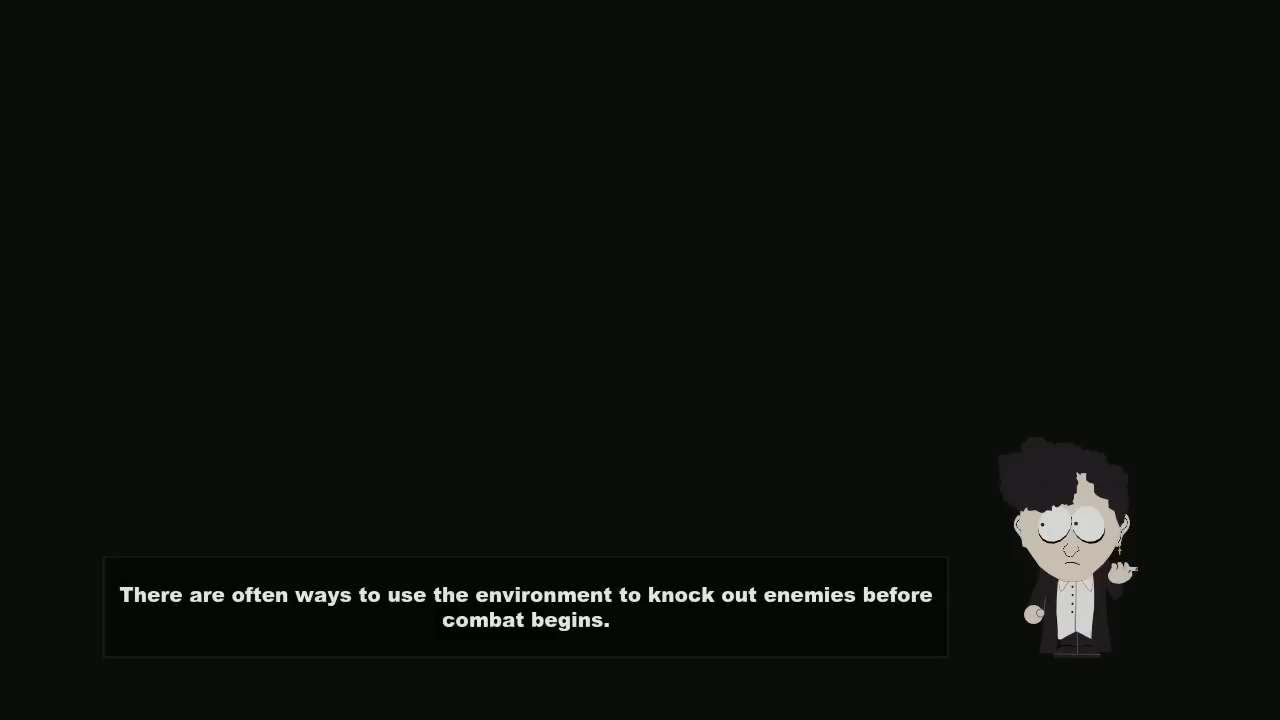 There are often ways to use the environment to knock out enemies before
combat begins.